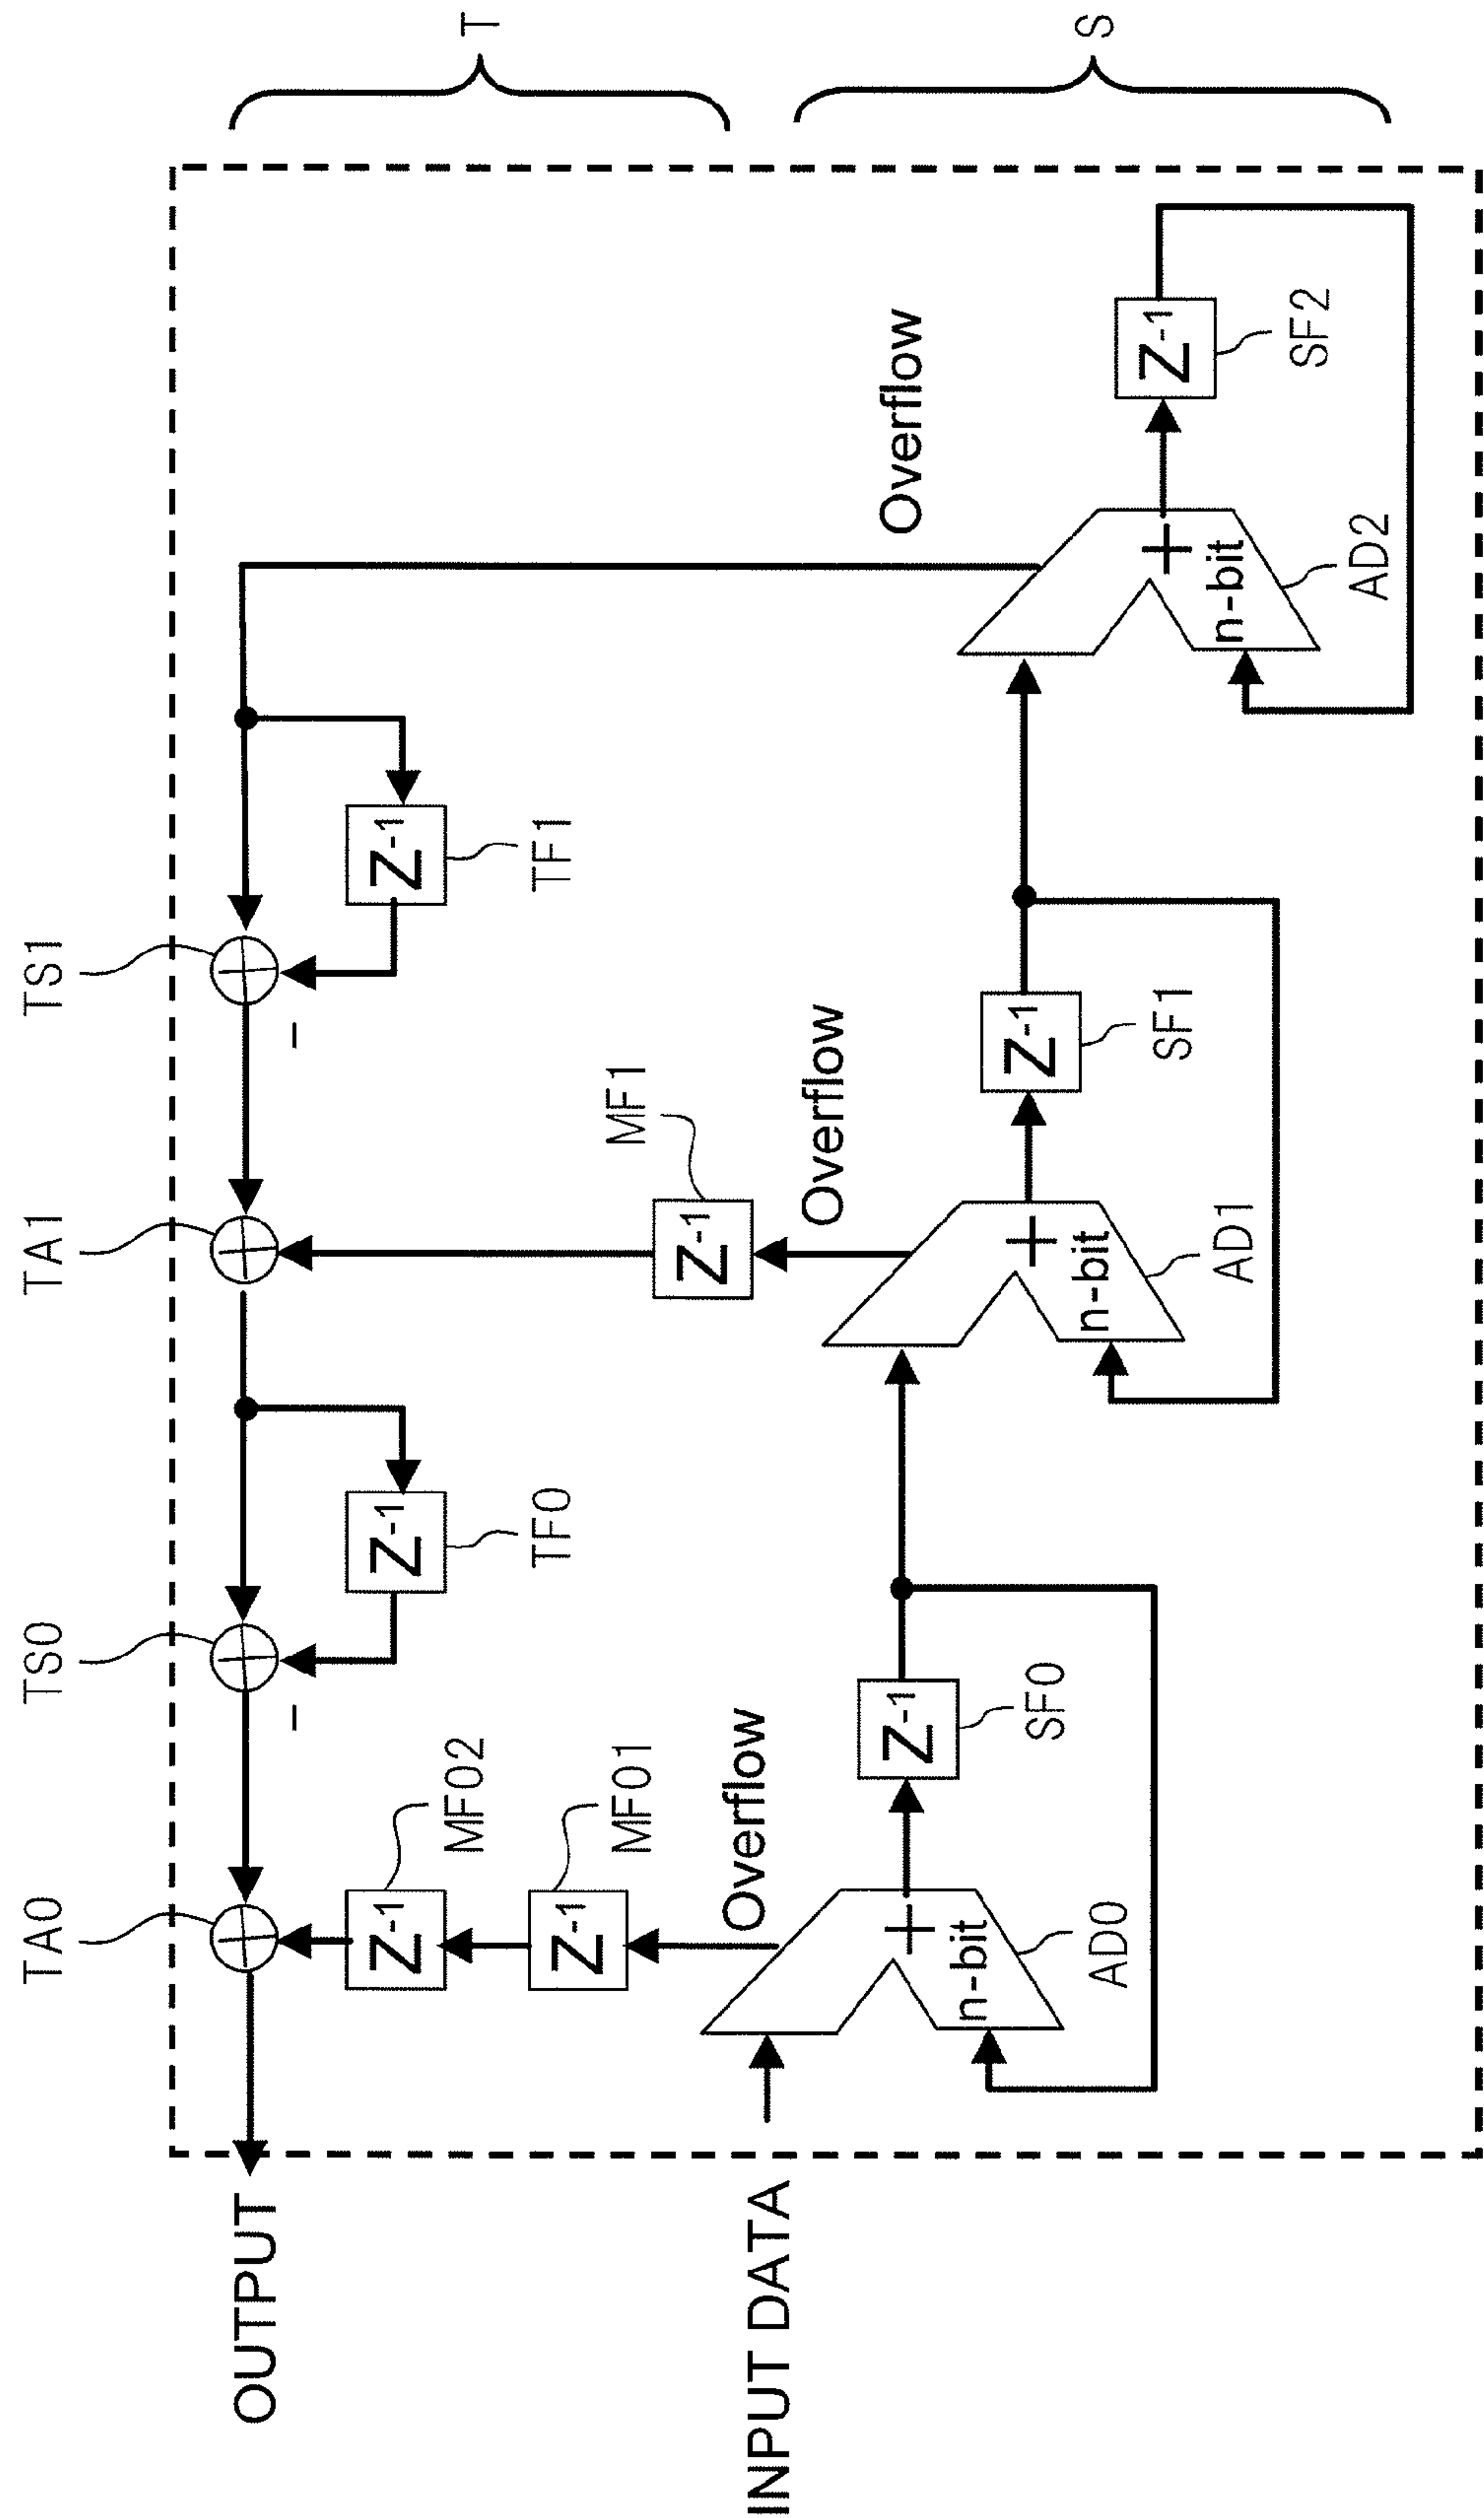 TA0
TS0
TA1
TS1
OUTPUT
T
MF02
Z-1
Z-1
TF0
Z-1
TF1
MF01
Z-1
MF1
Z-1
Overflow
Overflow
Overflow
INPUT DATA
S
+
n-bit
AD0
Z-1
SF0
+
n-bit
AD1
Z-1
SF1
+
n-bit
AD2
Z-1
SF2
−
−